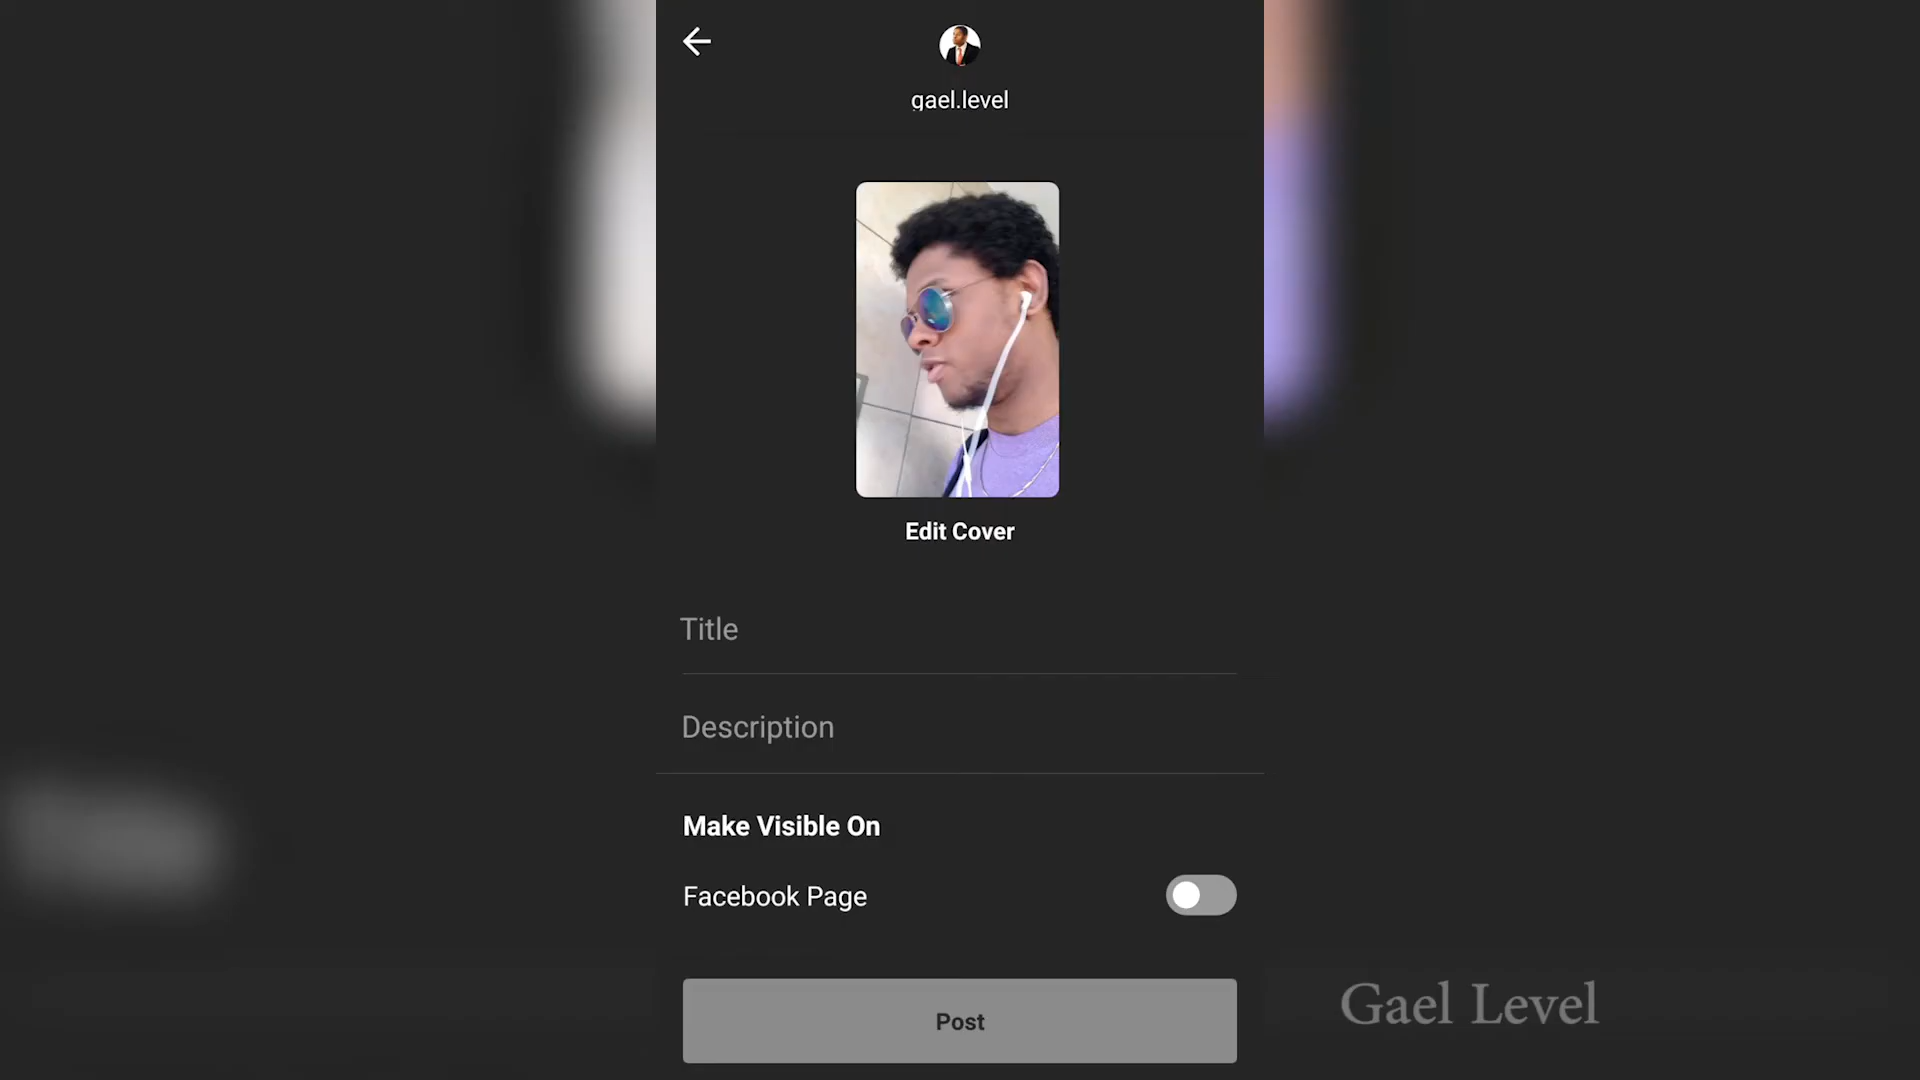 gael.level
Edit Cover
Title
Description
Make Visible On
Facebook Page
Post
Gael Level